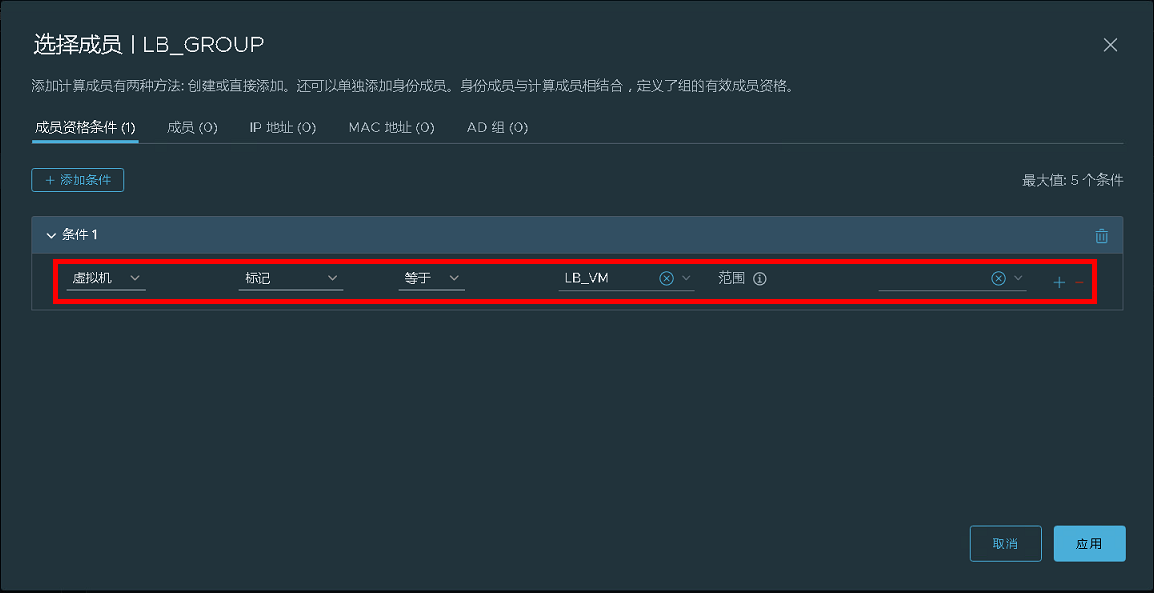 选择成员 | LB_GROUP
添加计算成员有两种方法: 创建或直接添加。还可以单独添加身份成员。身份成员与计算成员相结合，定义了组的有效成员资格。
成员资格条件 (1) 成员 (0) IP 地址 (0) MAC 地址 (0) AD 组 (0)
+ 添加条件 最大值: 5 个条件
条件 1
虚拟机 标记 等于 LB_VM 范围
取消 应用